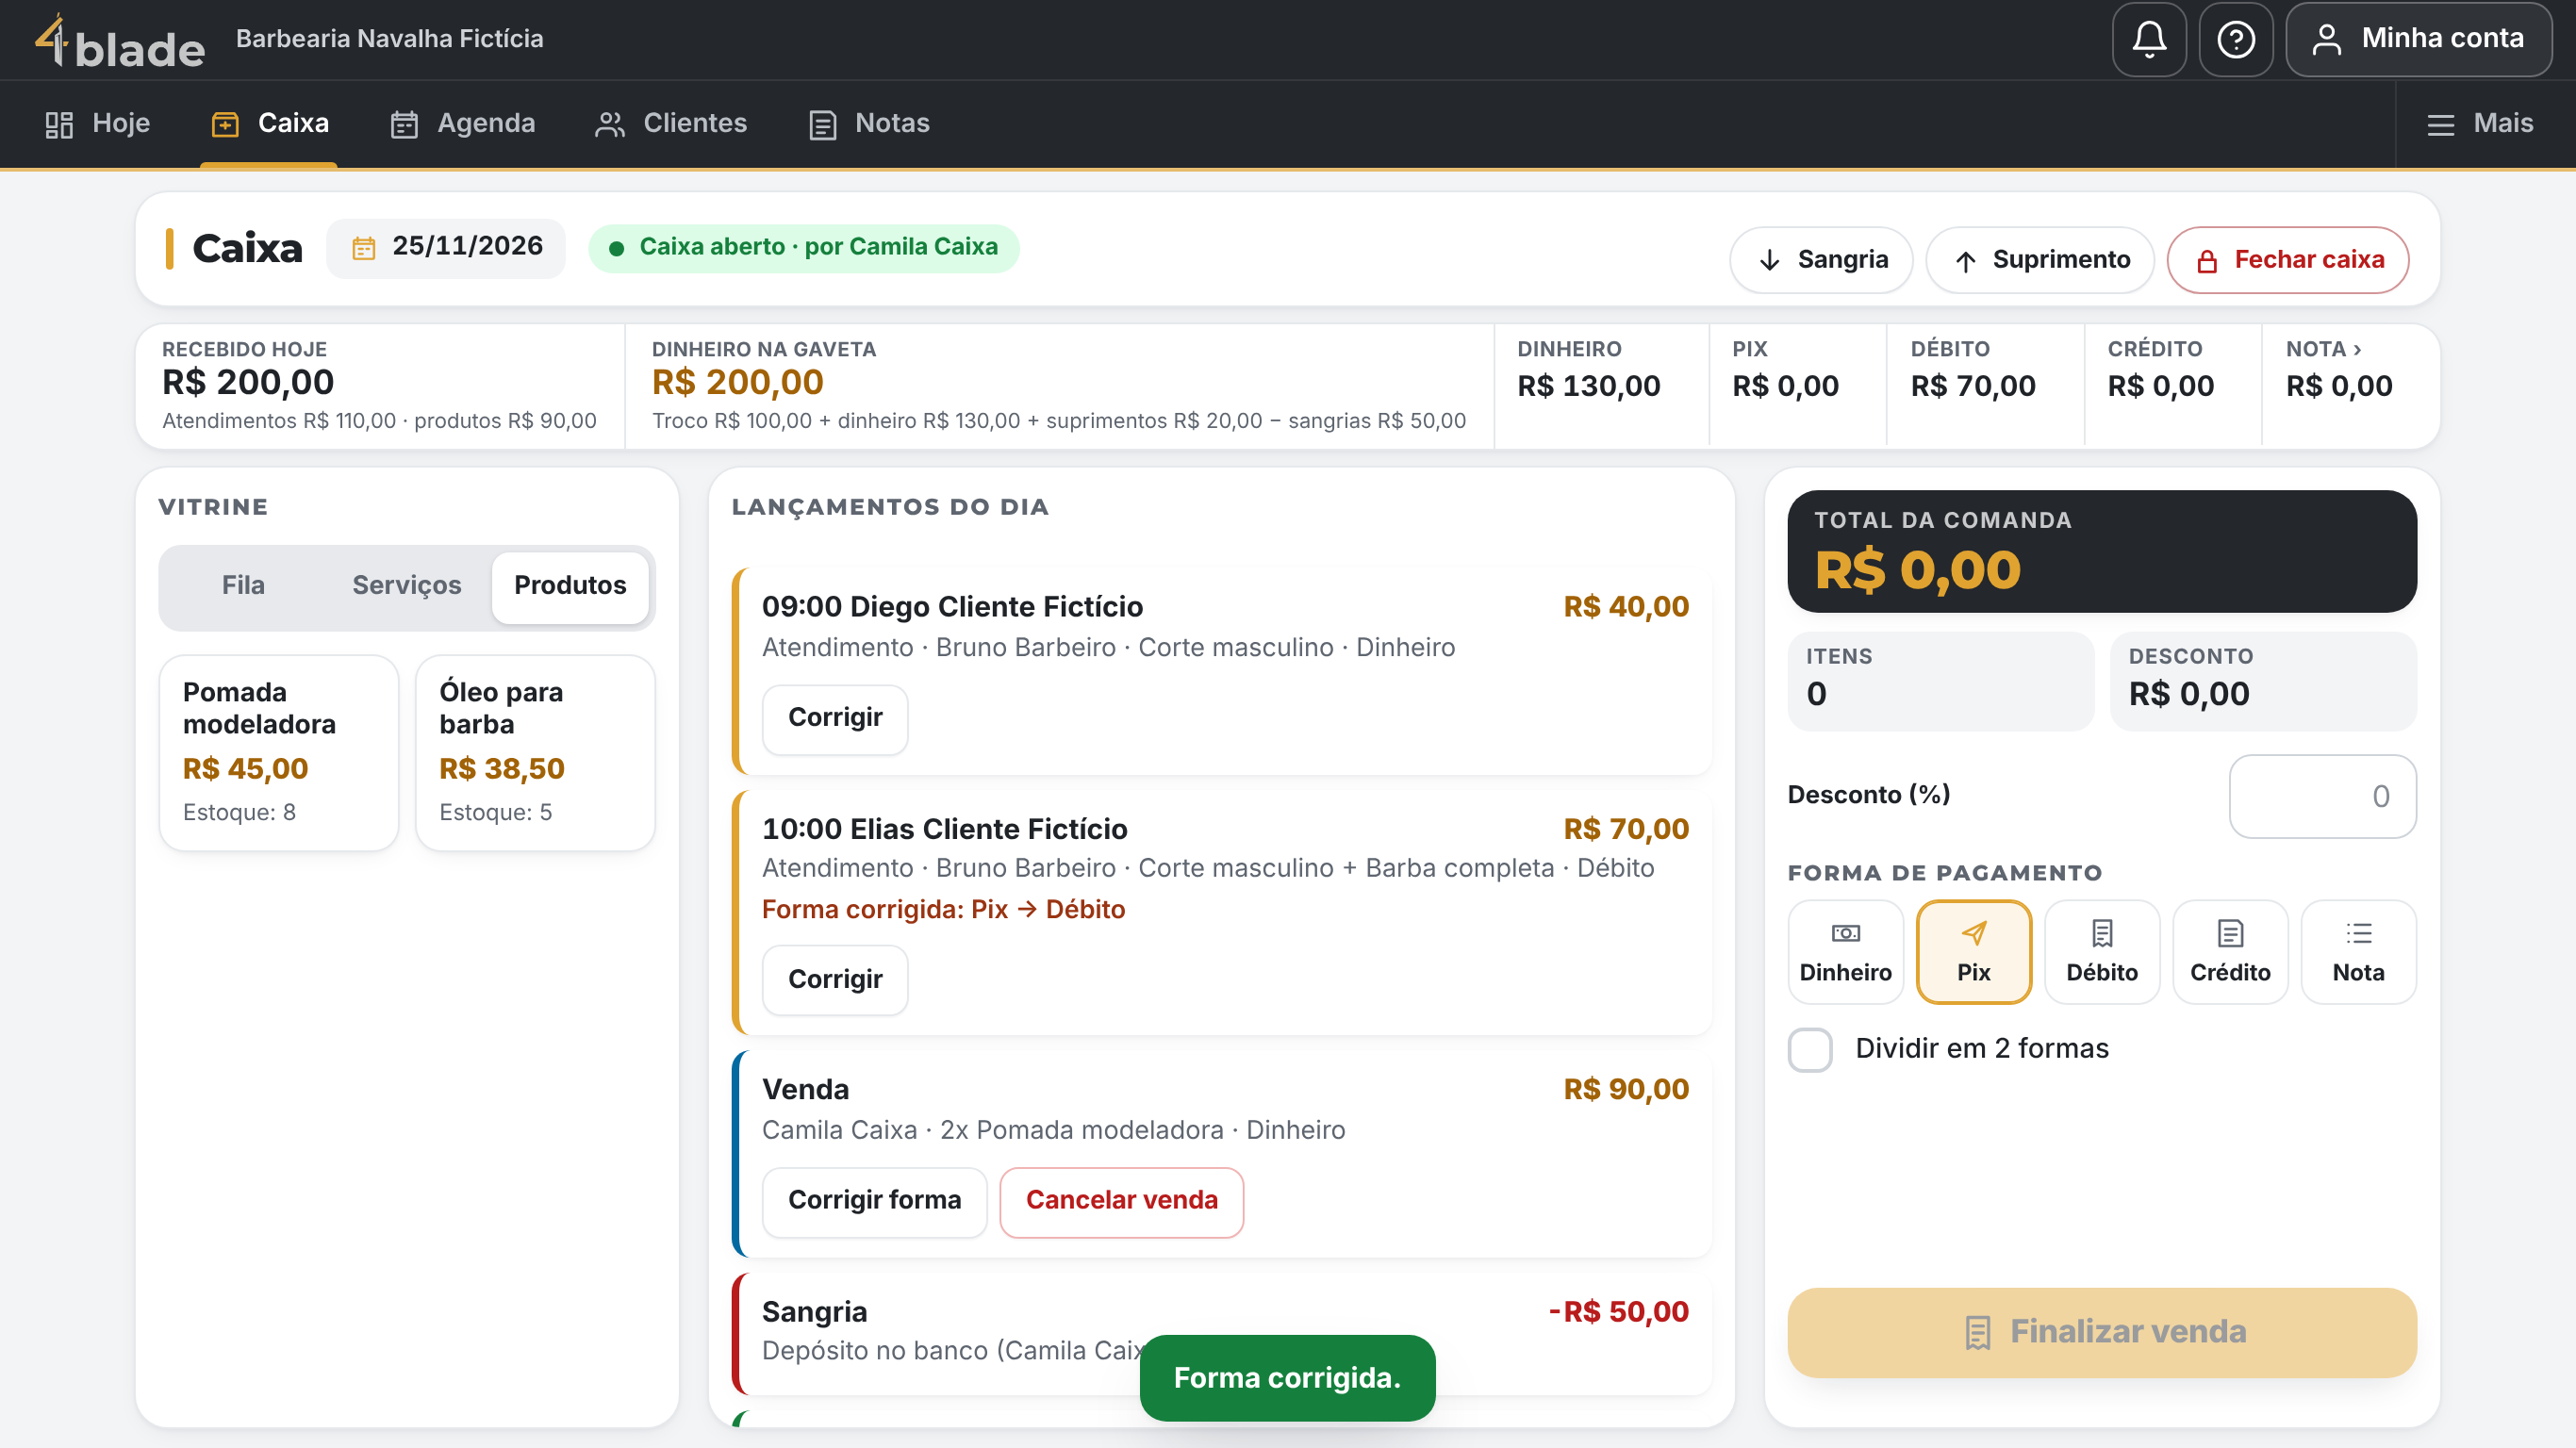 4blade
Barbearia Navalha Fictícia
Minha conta
Hoje
Caixa
Agenda
Clientes
Notas
Mais
Caixa
25/11/2026
Caixa aberto · por Camila Caixa
Sangria
Suprimento
Fechar caixa
RECEBIDO HOJE
R$ 200,00
Atendimentos R$ 110,00 · produtos R$ 90,00
DINHEIRO NA GAVETA
R$ 200,00
Troco R$ 100,00 + dinheiro R$ 130,00 + suprimentos R$ 20,00 − sangrias R$ 50,00
DINHEIRO
R$ 130,00
PIX
R$ 0,00
DÉBITO
R$ 70,00
CRÉDITO
R$ 0,00
NOTA ›
R$ 0,00
VITRINE
Fila
Serviços
Produtos
Pomada
modeladora
R$ 45,00
Estoque: 8
Óleo para
barba
R$ 38,50
Estoque: 5
LANÇAMENTOS DO DIA
09:00 Diego Cliente Fictício
R$ 40,00
Atendimento · Bruno Barbeiro · Corte masculino · Dinheiro
Corrigir
10:00 Elias Cliente Fictício
R$ 70,00
Atendimento · Bruno Barbeiro · Corte masculino + Barba completa · Débito
Forma corrigida: Pix → Débito
Corrigir
Venda
R$ 90,00
Camila Caixa · 2x Pomada modeladora · Dinheiro
Corrigir forma
Cancelar venda
Sangria
-R$ 50,00
Depósito no banco (Camila
Forma corrigida.
TOTAL DA COMANDA
R$ 0,00
ITENS
0
DESCONTO
R$ 0,00
Desconto (%)
0
FORMA DE PAGAMENTO
Dinheiro
Pix
Débito
Crédito
Nota
Dividir em 2 formas
Finalizar venda